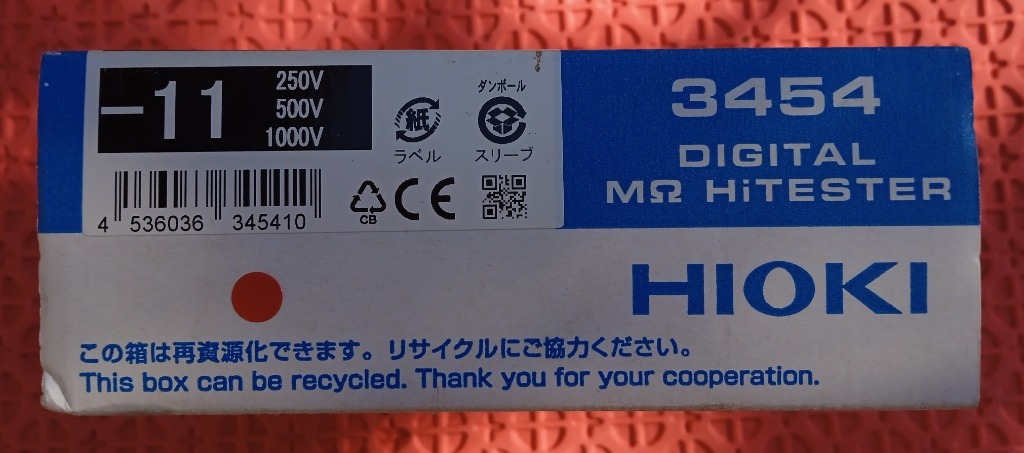 -11
250V
500V
1000V
紙
ラベル
ダンボール
スリーブ
4 536036 345410
CB
CE
3454
DIGITAL
MΩ HiTESTER
HIOKI
この箱は再資源化できます。リサイクルにご協力ください。
This box can be recycled. Thank you for your cooperation.